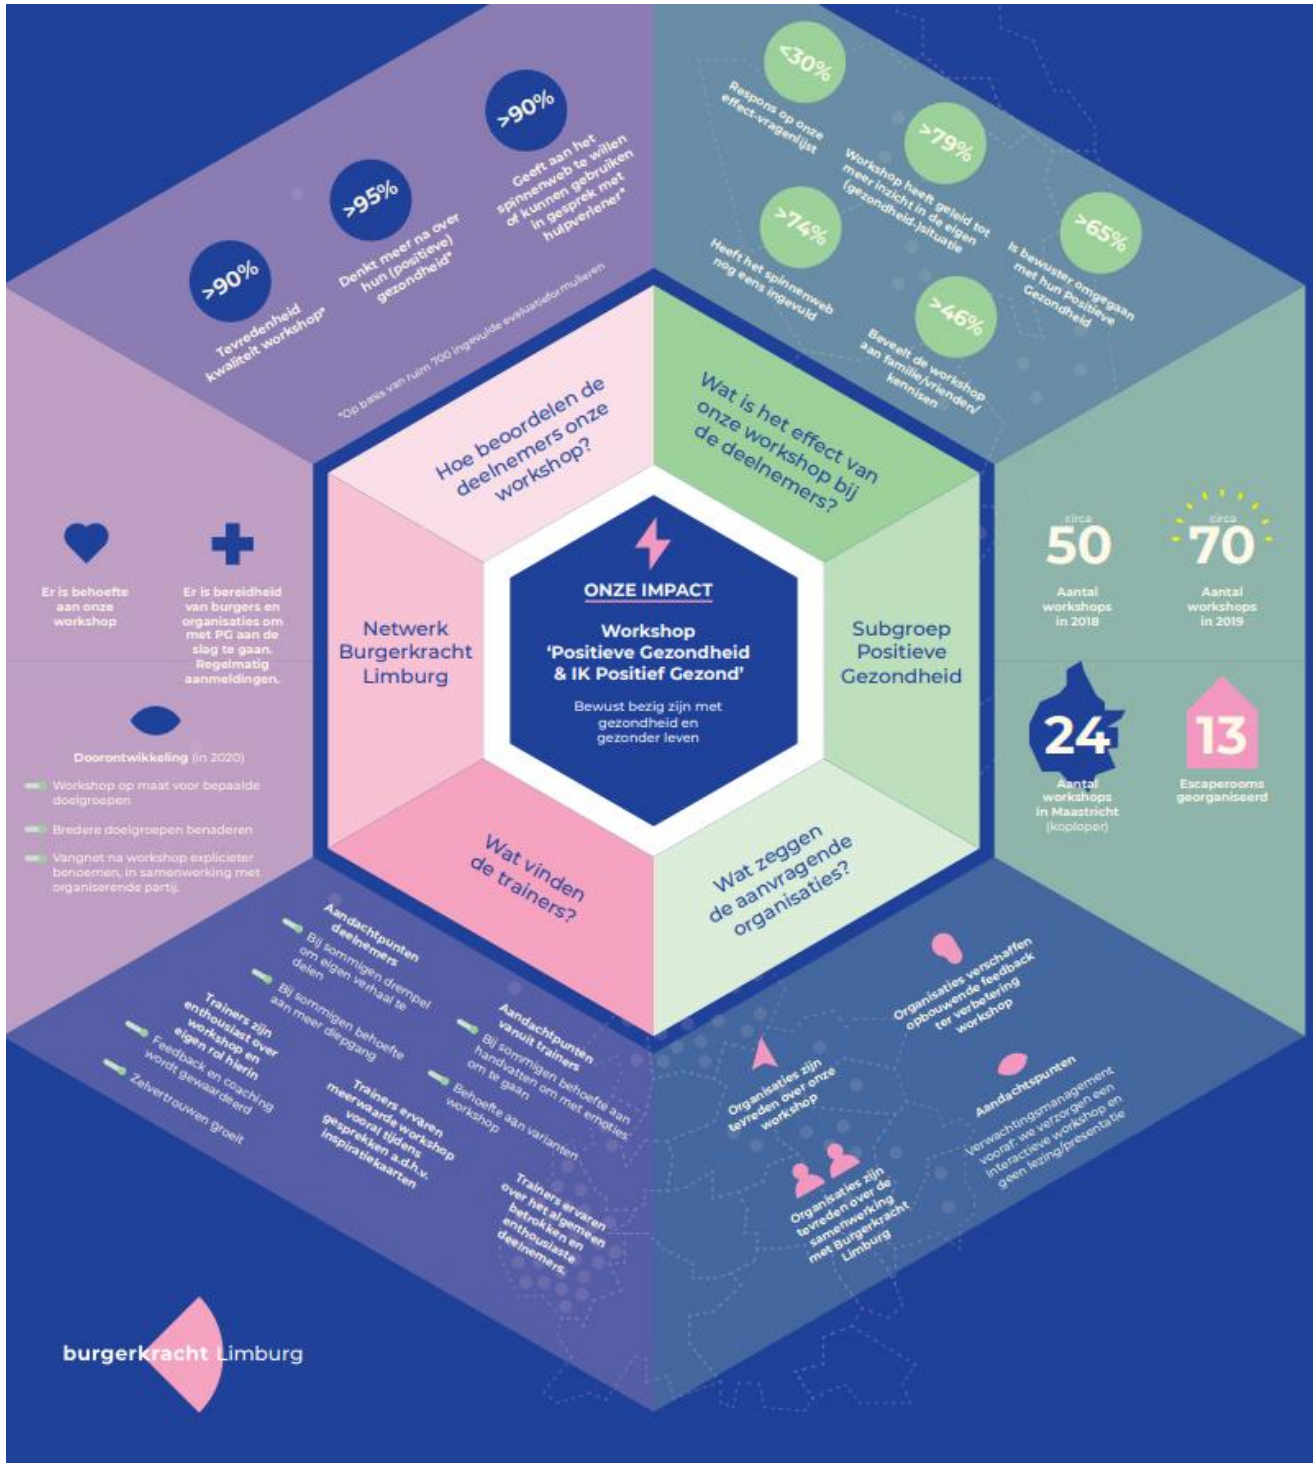 >90%
Tevredenheid
kwaliteit workshop*
>95%
Denkt meer na over
hun (positieve)
gezondheid*
>90%
Geeft aan het
spinnenweb te willen
of kunnen gebruiken
in gesprek met
hulpverlener*
*Op basis van ruim 700 ingevulde evaluatieformulieren
<30%
Respons op onze
effect-vragenlijst
>79%
Workshop heeft geleid tot
meer inzicht in de eigen
(gezondheid-)situatie
>74%
Heeft het spinnenweb
nog eens ingevuld
>65%
Is bewuster omgegaan
met hun Positieve
Gezondheid
>46%
Beveelt de workshop
aan familie/vrienden/
kennisen
Hoe beoordelen de
deelnemers onze
workshop?
Wat is het effect van
onze workshop bij
de deelnemers?
Er is behoefte
aan onze
workshop
Er is bereidheid
van burgers en
organisaties om
met PG aan de
slag te gaan.
Regelmatig
aanmeldingen.
Doorontwikkeling (in 2020)
Workshop op maat voor bepaalde
doelgroepen
Bredere doelgroepen benaderen
Vangnet na workshop explicieter
benoemen, in samenwerking met
organiserende partij.
Netwerk
Burgerkracht
Limburg
ONZE IMPACT
Workshop
‘Positieve Gezondheid
& IK Positief Gezond’
Bewust bezig zijn met
gezondheid en
gezonder leven
Subgroep
Positieve
Gezondheid
circa
50
Aantal
workshops
in 2018
circa
70
Aantal
workshops
in 2019
24
Aantal
workshops
in Maastricht
(koploper)
13
Escaperooms
georganiseerd
Wat vinden
de trainers?
Wat zeggen
de aanvragende
organisaties?
Aandachtpunten
deelnemers
Bij sommigen drempel
om eigen verhaal te
delen
Bij sommigen behoefte
aan meer diepgang
Trainers zijn
enthousiast over
workshop en
eigen rol hierin
Feedback en coaching
wordt gewaardeerd
Zelvertrouwen groeit
Aandachtpunten
vanuit trainers
Bij sommigen behoefte aan
handvatten om met emoties
om te gaan
Behoefte aan varianten
workshop
Trainers ervaren
meerwaarde workshop
vooral tijdens
gesprekken a.d.h.v.
inspiratiekaarten
Trainers ervaren
over het algemeen
betrokken en
enthousiaste
deelnemers.
Organisaties verschaffen
opbouwende feedback
ter verbetering
workshop
Organisaties zijn
tevreden over onze
workshop
Aandachtspunten
verwachtingsmanagement
vooraf: we verzorgen een
interactieve workshop en
geen lezing/presentatie
Organisaties zijn
tevreden over de
samenwerking
met Burgerkracht
Limburg
burgerkracht Limburg